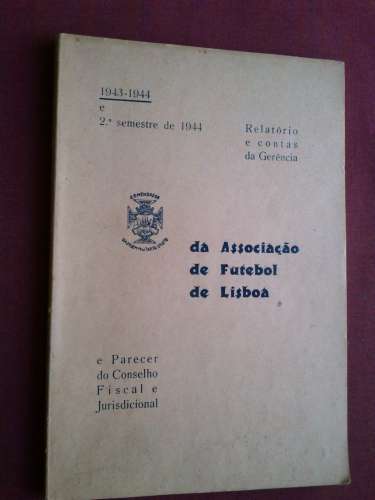 1943-1944
e
2.º semestre de 1944
Relatório
e contas
da Gerência
da Associação
de Futebol
de Lisboa
e Parecer
do Conselho
Fiscal e
Jurisdicional